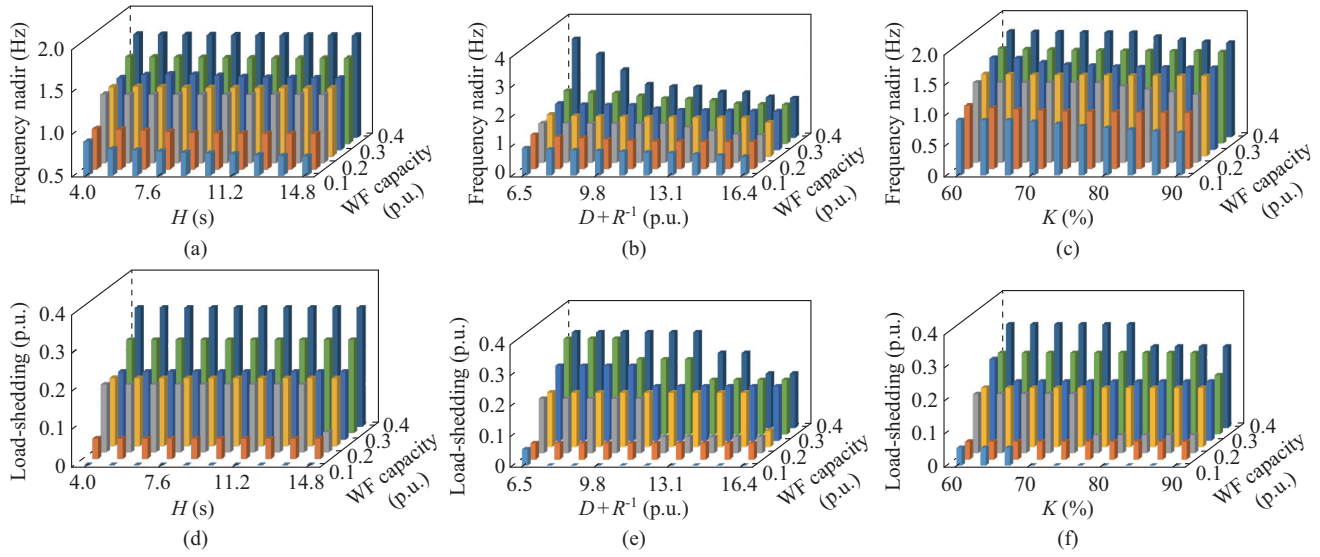 Frequency nadir (Hz)
2.0
1.5
1.0
0.5
4.0 7.6 11.2 14.8
H (s)
0.1 0.2 0.3 0.4
WF capacity
(p.u.)
(a)
Frequency nadir (Hz)
4
3
2
1
0
6.5 9.8 13.1 16.4
D+R⁻¹ (p.u.)
0.1 0.2 0.3 0.4
WF capacity
(p.u.)
(b)
Frequency nadir (Hz)
2.0
1.5
1.0
0.5
0
60 70 80 90
K (%)
0.1 0.2 0.3 0.4
WF capacity
(p.u.)
(c)
Load-shedding (p.u.)
0.4
0.3
0.2
0.1
0
4.0 7.6 11.2 14.8
H (s)
0.1 0.2 0.3 0.4
WF capacity
(p.u.)
(d)
Load-shedding (p.u.)
0.4
0.3
0.2
0.1
0
6.5 9.8 13.1 16.4
D+R⁻¹ (p.u.)
0.1 0.2 0.3 0.4
WF capacity
(p.u.)
(e)
Load-shedding (p.u.)
0.4
0.3
0.2
0.1
0
60 70 80 90
K (%)
0.1 0.2 0.3 0.4
WF capacity
(p.u.)
(f)